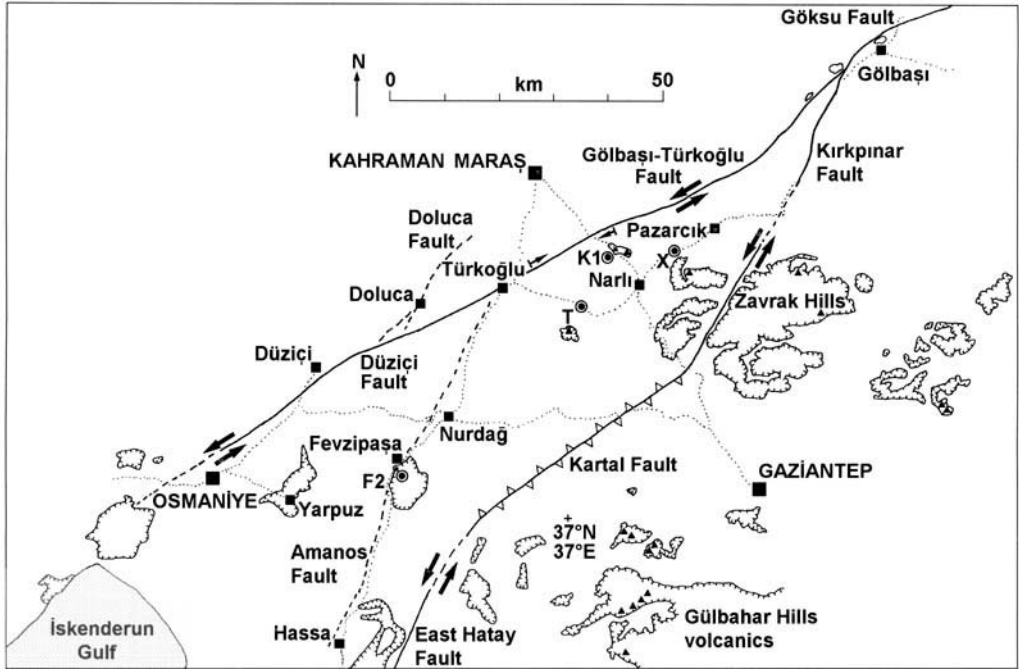 Göksu Fault
Gölbaşı
N
0
km
50
KAHRAMAN MARAŞ
Gölbaşı-Türkoğlu
Fault
Kırkpınar
Fault
Doluca
Fault
Pazarcık
K1
X
Türkoğlu
Narlı
Zavrak Hills
Doluca
T
Düziçi
Düziçi
Fault
Nurdağ
Fevzipaşa
Kartal Fault
GAZİANTEP
F2
OSMANİYE
Yarpuz
37°N
37°E
Amanos
Fault
İskenderun
Gulf
Hassa
East Hatay
Fault
Gülbahar Hills
volcanics